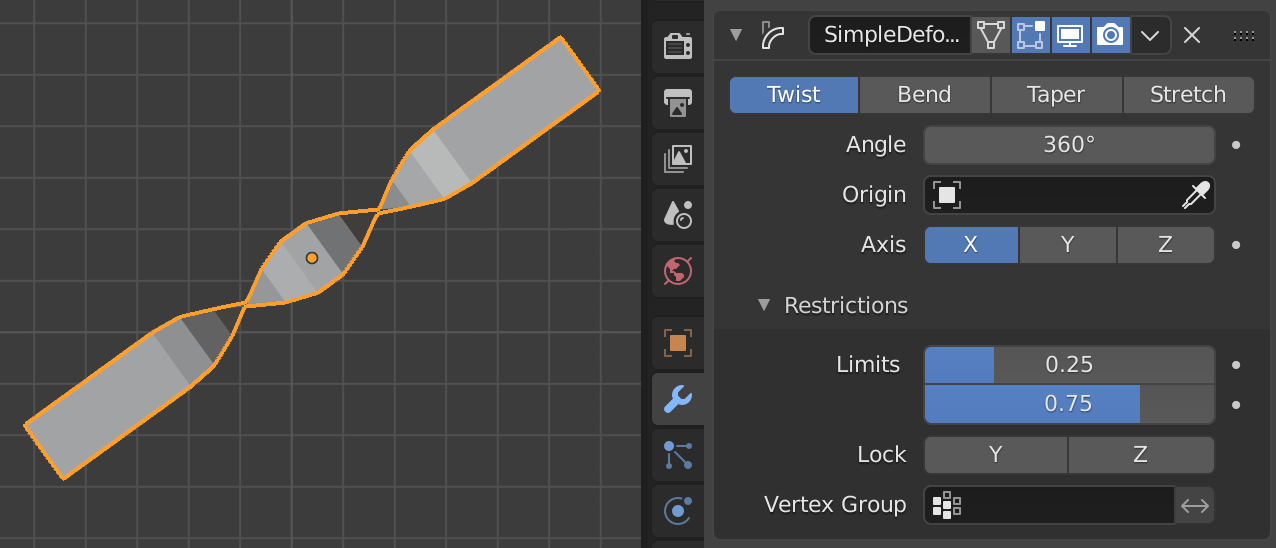 SimpleDefo...
Twist Bend Taper Stretch
Angle 360°
Origin
Axis X Y Z
Restrictions
Limits 0.25
0.75
Lock Y Z
Vertex Group